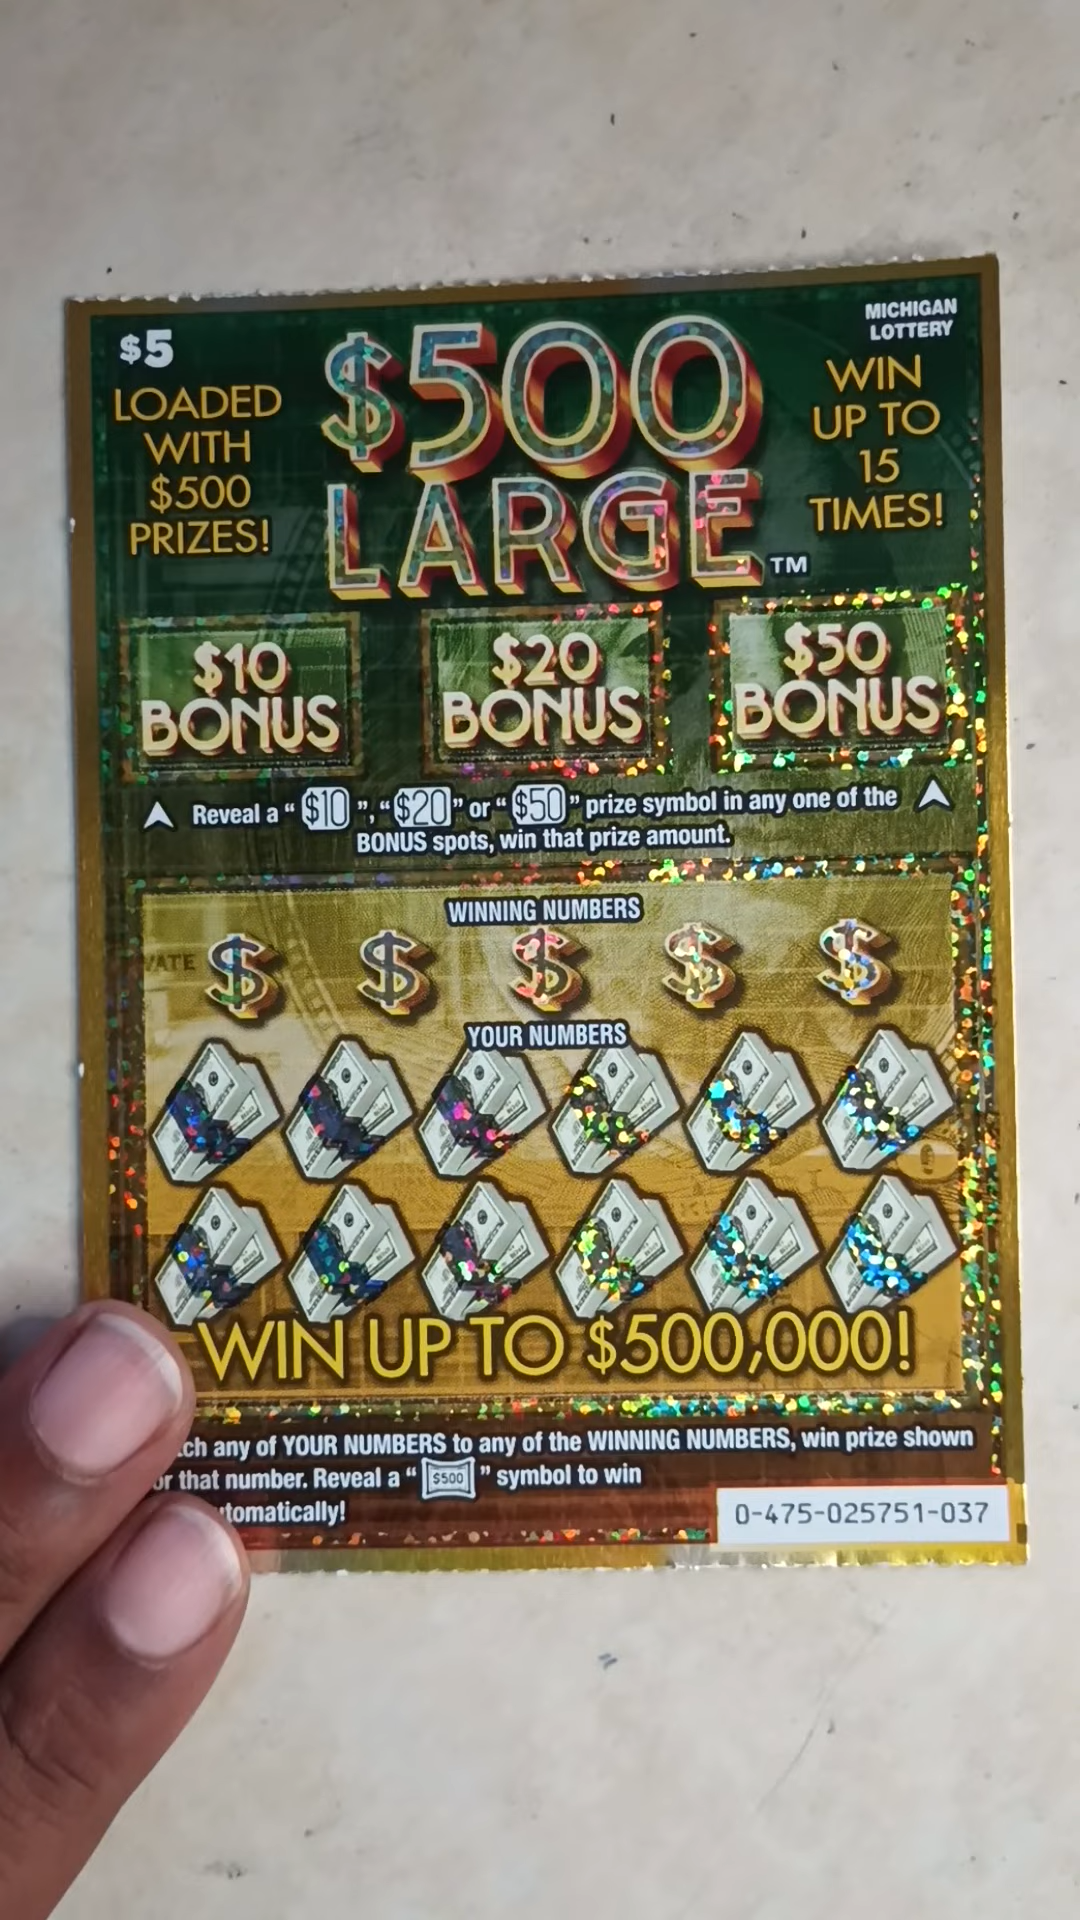 $5
MICHIGAN
LOTTERY
LOADED
WITH
$500
PRIZES!
$500
LARGE™
WIN
UP TO
15
TIMES!
$10
BONUS
$20
BONUS
$50
BONUS
Reveal a “ $10 ”, “ $20 ” or “ $50 ” prize symbol in any one of the
BONUS spots, win that prize amount.
WINNING NUMBERS
$ $ $ $ $
YOUR NUMBERS
WIN UP TO $500,000!
ch any of YOUR NUMBERS to any of the WINNING NUMBERS, win prize shown
or that number. Reveal a “ $500 ” symbol to win
tomatically!
0-475-025751-037